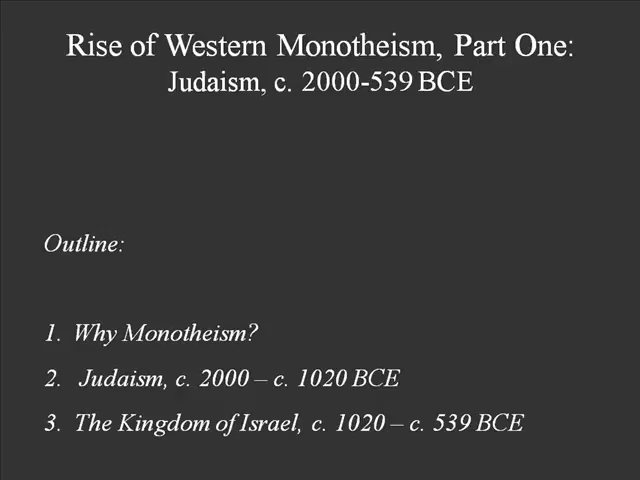 Rise of Western Monotheism, Part One:
Judaism, c. 2000-539 BCE
Outline:
1. Why Monotheism?
2. Judaism, c. 2000 – c. 1020 BCE
3. The Kingdom of Israel, c. 1020 – c. 539 BCE